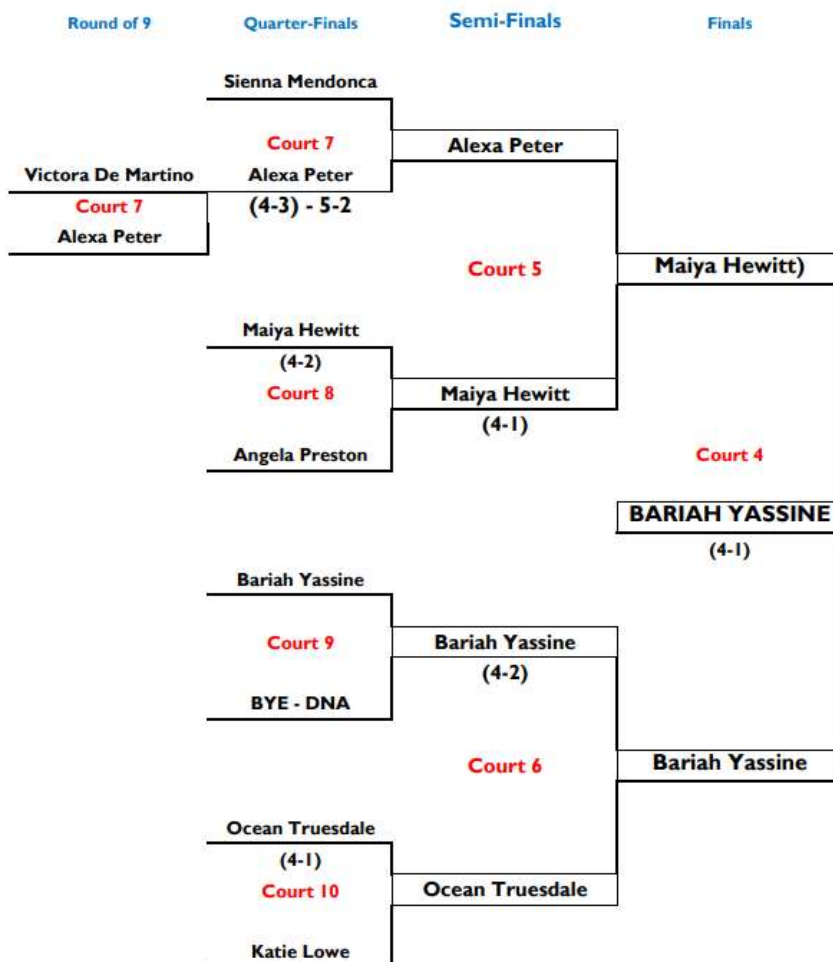 Round of 9 Quarter-Finals Semi-Finals Finals
Sienna Mendonca
Court 7 Alexa Peter
Victora De Martino Alexa Peter
Court 7 (4-3) - 5-2
Alexa Peter
Court 5 Maiya Hewitt)
Maiya Hewitt
(4-2)
Court 8 Maiya Hewitt
(4-1)
Angela Preston Court 4
BARIAH YASSINE
(4-1)
Bariah Yassine
Court 9 Bariah Yassine
(4-2)
BYE - DNA
Court 6 Bariah Yassine
Ocean Truesdale
(4-1)
Court 10 Ocean Truesdale
Katie Lowe